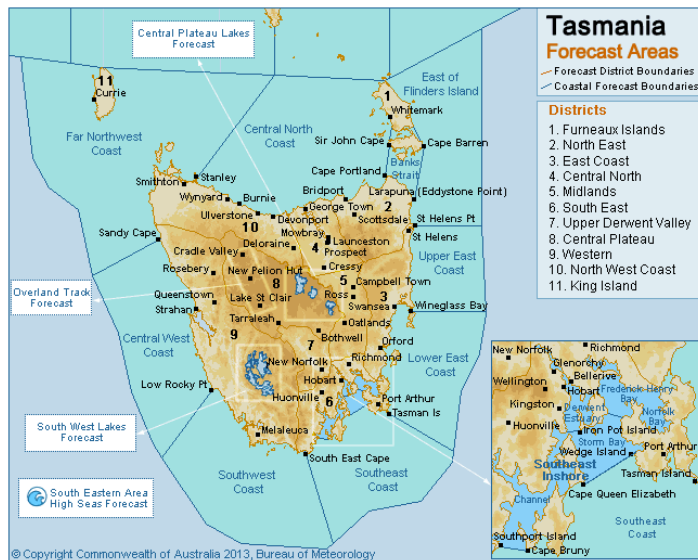 Tasmania
Forecast Areas
Forecast District Boundaries
Coastal Forecast Boundaries
Districts
1. Furneaux Islands
2. North East
3. East Coast
4. Central North
5. Midlands
6. South East
7. Upper Derwent Valley
8. Central Plateau
9. Western
10. North West Coast
11. King Island
Central Plateau Lakes
Forecast
11
Currie
1
Whitemark
East of
Flinders Island
Far Northwest
Coast
Central North
Coast
Sir John Cape
Cape Barren
Banks
Strait
Cape Portland
Smithton
Stanley
Wynyard
Burnie
Bridport
Larapuna (Eddystone Point)
Ulverstone
Devonport
George Town
2
Scottsdale
10
Mowbray
St Helens Pt
Sandy Cape
Deloraine
4
Launceston
Prospect
St Helens
Cradle Valley
Cressy
Upper East
Coast
Rosebery
New Pelion Hut
5
Campbell Town
Overland Track
Forecast
8
Ross
3
Queenstown
Lake St Clair
Swansea
Wineglass Bay
Strahan
Tarraleah
Oatlands
9
7
Bothwell
Orford
Central West
Coast
New Norfolk
Richmond
Lower East
Coast
Low Rocky Pt
Hobart
Huonville
6
Port Arthur
Tasman Is
South West Lakes
Forecast
Melaleuca
South East Cape
Southwest
Coast
Southeast
Coast
South Eastern Area
High Seas Forecast
New Norfolk
Richmond
Glenorchy
Bellerive
Wellington
Hobart
Frederick Henry
Bay
Kingston
Derwent
Estuary
Norfolk
Bay
Huonville
Iron Pot Island
Storm Bay
Wedge Island
Port Arthur
Southeast
Inshore
Tasman Island
Channel
Cape Queen Elizabeth
Southeast
Coast
Southport Island
Cape Bruny
© Copyright Commonwealth of Australia 2013, Bureau of Meteorology